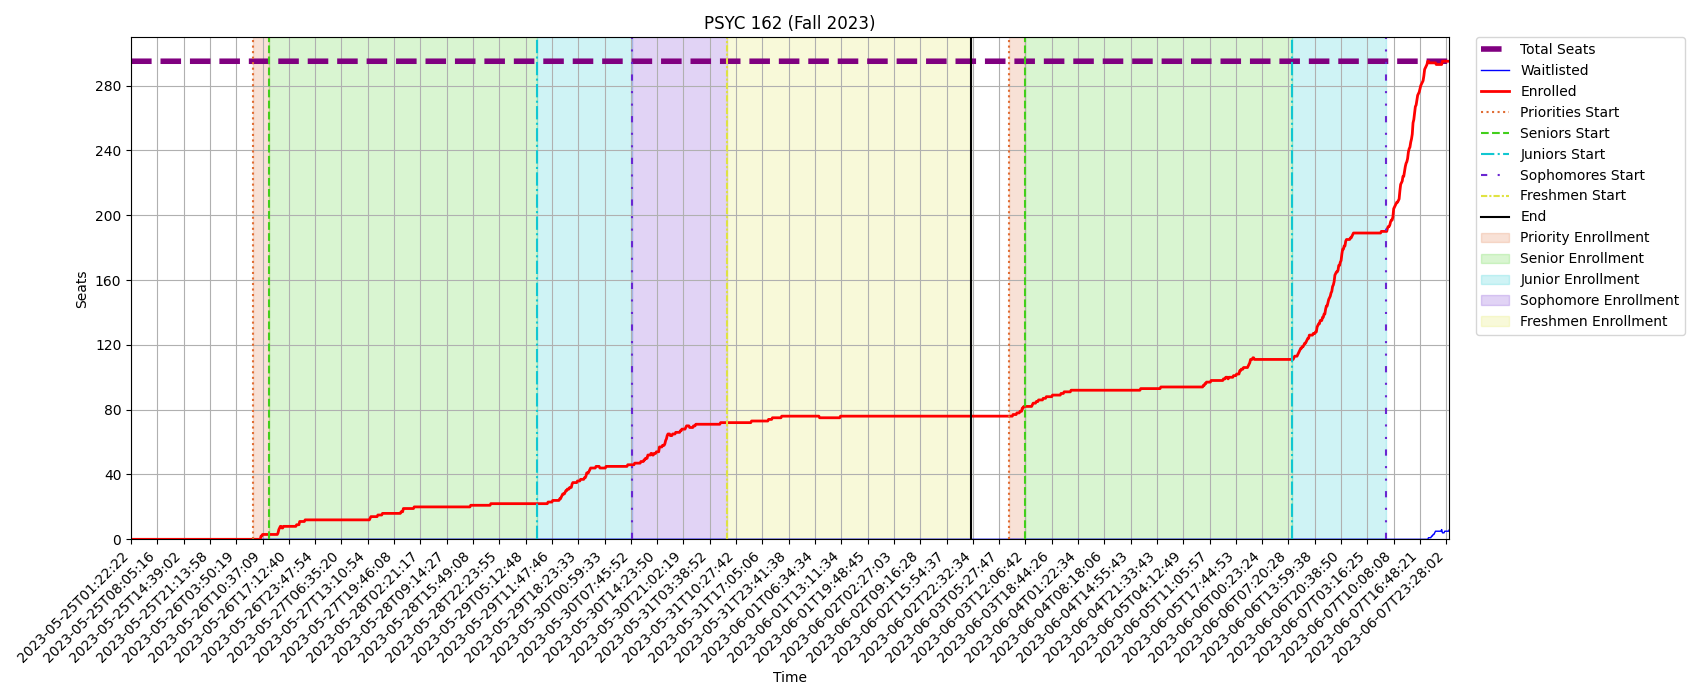 PSYC 162 (Fall 2023)
Seats
280
240
200
160
120
80
40
0
2023-05-25T01:22:22
2023-05-25T08:05:16
2023-05-25T14:39:02
2023-05-25T21:13:58
2023-05-26T03:50:19
2023-05-26T10:37:09
2023-05-26T17:12:40
2023-05-26T23:47:54
2023-05-27T06:35:20
2023-05-27T13:10:54
2023-05-27T19:46:08
2023-05-28T02:21:17
2023-05-28T09:14:27
2023-05-28T15:49:08
2023-05-28T22:23:55
2023-05-29T05:12:48
2023-05-29T11:47:46
2023-05-29T18:23:33
2023-05-30T00:59:33
2023-05-30T07:45:52
2023-05-30T14:23:50
2023-05-30T21:02:19
2023-05-31T03:38:52
2023-05-31T10:27:42
2023-05-31T17:05:06
2023-05-31T23:41:38
2023-06-01T06:34:34
2023-06-01T13:11:34
2023-06-01T19:48:45
2023-06-02T02:27:03
2023-06-02T09:16:28
2023-06-02T15:54:37
2023-06-02T22:32:34
2023-06-03T05:27:47
2023-06-03T12:06:42
2023-06-03T18:44:26
2023-06-04T01:22:34
2023-06-04T08:18:06
2023-06-04T14:55:43
2023-06-04T21:33:43
2023-06-05T04:12:49
2023-06-05T11:05:57
2023-06-05T17:44:53
2023-06-06T00:23:24
2023-06-06T07:20:28
2023-06-06T13:59:38
2023-06-06T20:38:50
2023-06-07T03:16:25
2023-06-07T10:08:08
2023-06-07T16:48:21
2023-06-07T23:28:02
Time
Total Seats
Waitlisted
Enrolled
Priorities Start
Seniors Start
Juniors Start
Sophomores Start
Freshmen Start
End
Priority Enrollment
Senior Enrollment
Junior Enrollment
Sophomore Enrollment
Freshmen Enrollment